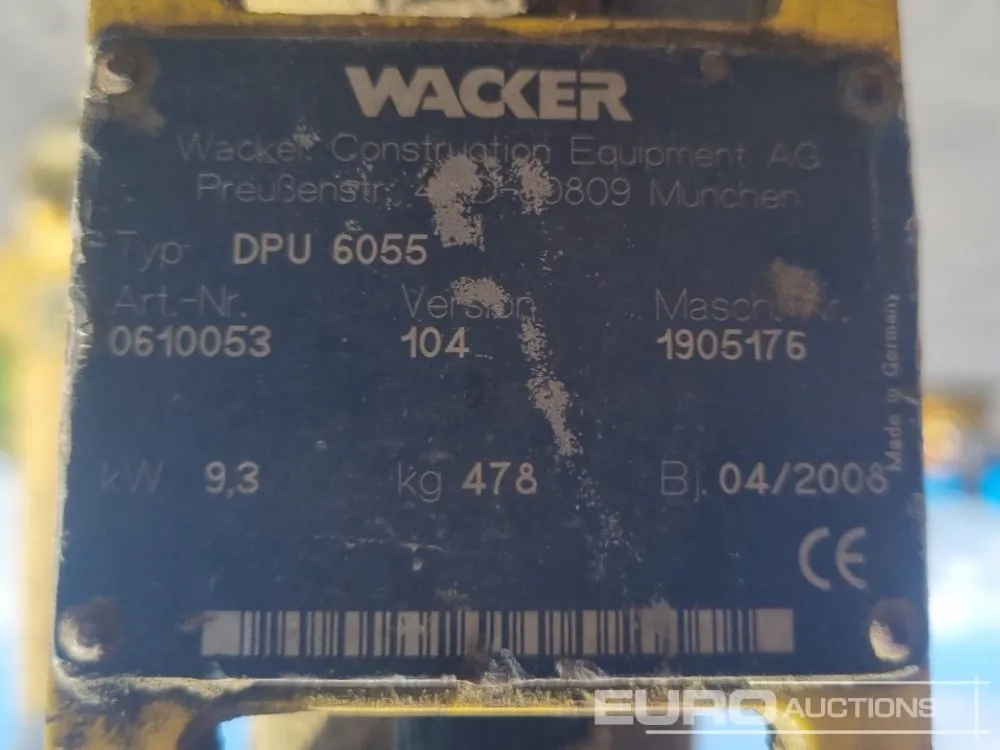 WACKER
Wacker Construction Equipment AG
Preußenstr. München
Typ DPU 6055
Art.-Nr. Version
0610053 104 1905176
kW 9,3 kg 478 Bj. 04/2008
Made in Germany
CE
EURO AUCTIONS